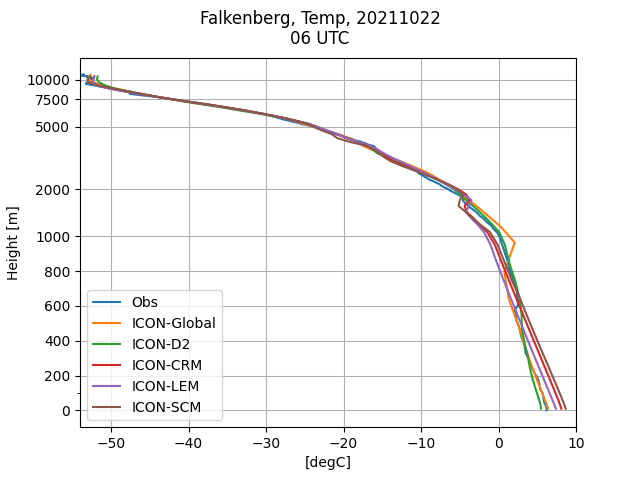 Falkenberg, Temp, 20211022
06 UTC
10000
7500
5000
2000
1000
800
600
400
200
0
Height [m]
Obs
ICON-Global
ICON-D2
ICON-CRM
ICON-LEM
ICON-SCM
−50
−40
−30
−20
−10
0
10
[degC]